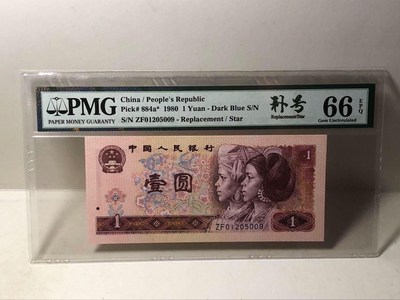 PMG
PAPER MONEY GUARANTY
China / People's Republic
Pick# 884a* 1980 1 Yuan - Dark Blue S/N
S/N ZF01205009 - Replacement / Star
补号
Replacement/Star
66 EPQ
Gem Uncirculated
中国人民银行
1
壹圆
1
1
ZF01205009